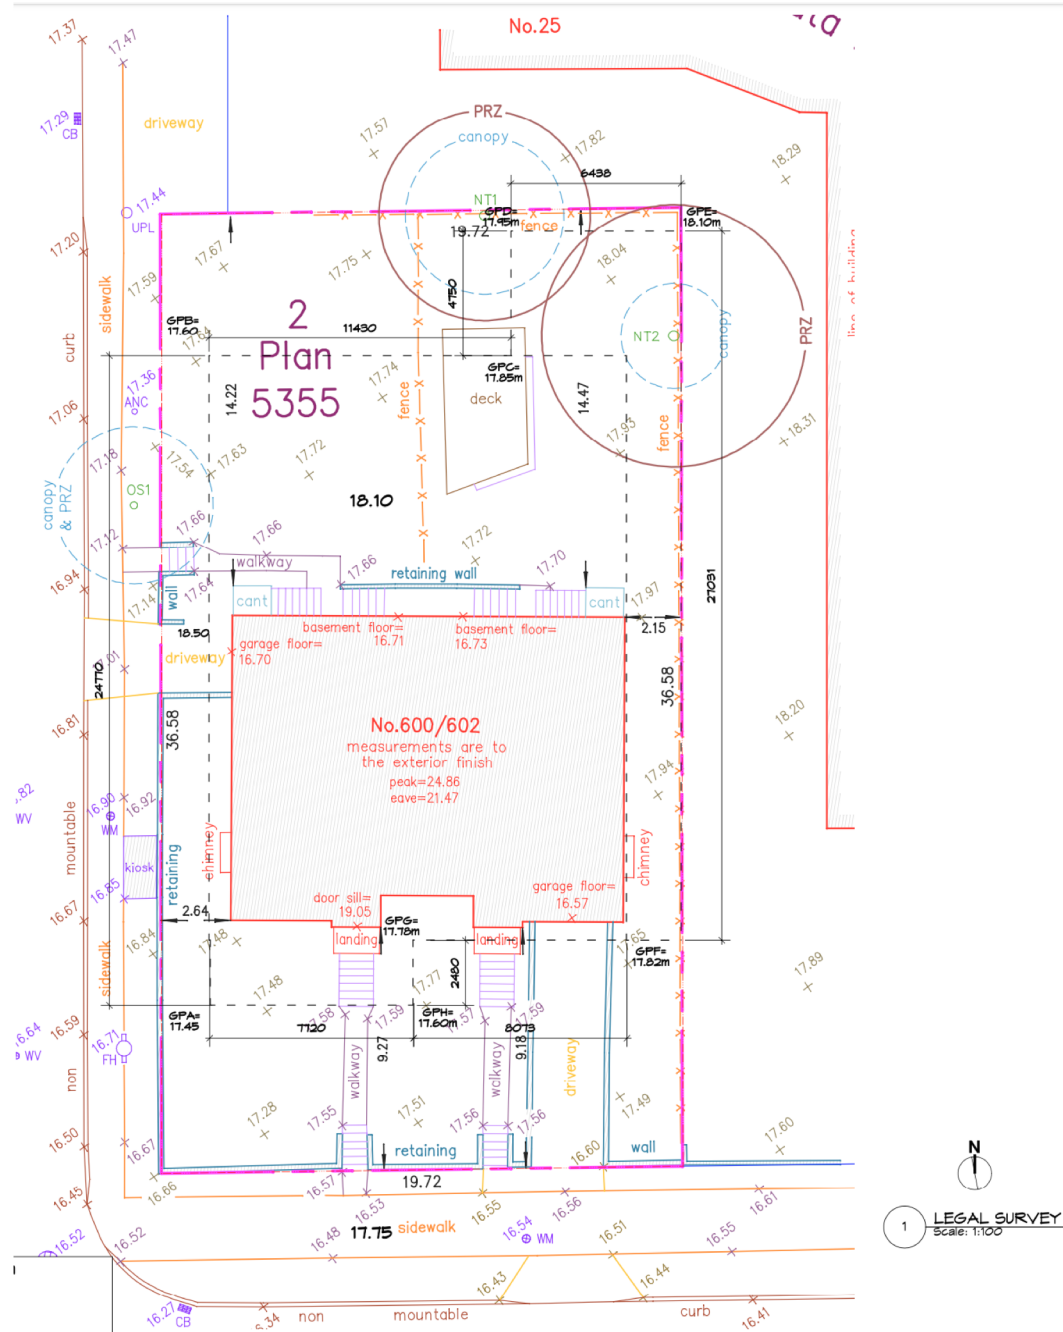 No.25
17.37
17.47
PRZ
17.29
CB
driveway
17.57
canopy
17.82
18.29
6438
17.44
UPL
NT1
GPD=
17.95m
GPE=
18.10m
fence
19.72
17.20
17.67
17.75
18.04
17.59
sidewalk
4750
line of building
GPB=
17.60
17.64
2
Plan
5355
11430
NT2
canopy
PRZ
curb
GPC=
17.85m
17.74
17.36
ANC
14.22
fence
deck
14.47
17.06
fence
17.93
18.31
17.18
17.54
17.63
17.72
OS1
canopy
& PRZ
18.10
17.66
17.66
17.72
17.12
walkway
17.66
retaining wall
17.70
16.94
17.14
wall
17.64
cant
cant
17.97
27031
18.50
basement floor=
16.71
basement floor=
16.73
2.15
garage floor=
16.70
driveway
24770
36.58
36.58
No.600/602
measurements are to
the exterior finish
peak=24.86
eave=21.47
16.81
18.20
17.94
.82
WV
16.90
WM
16.92
mountable
chimney
chimney
kiosk
retaining
16.85
garage floor=
16.57
door sill=
19.05
2.64
16.67
GPG=
17.78m
landing
landing
16.84
17.48
17.65
GPF=
17.82m
sidewalk
2480
17.89
17.48
17.77
GPA=
17.45
17.59
GPH=
17.60m
17.59
7720
8073
16.59
16.71
FH
WV
9.27
9.18
walkway
walkway
driveway
non
17.28
17.55
17.51
17.56
17.56
17.49
17.60
16.50
16.67
retaining
16.60
wall
16.66
16.57
19.72
16.45
16.53
16.55
16.56
16.61
N
17.75
sidewalk
16.54
WM
16.51
16.55
1
LEGAL SURVEY
Scale: 1:100
16.52
16.52
16.48
16.43
16.44
16.27
CB
non
mountable
curb
16.41